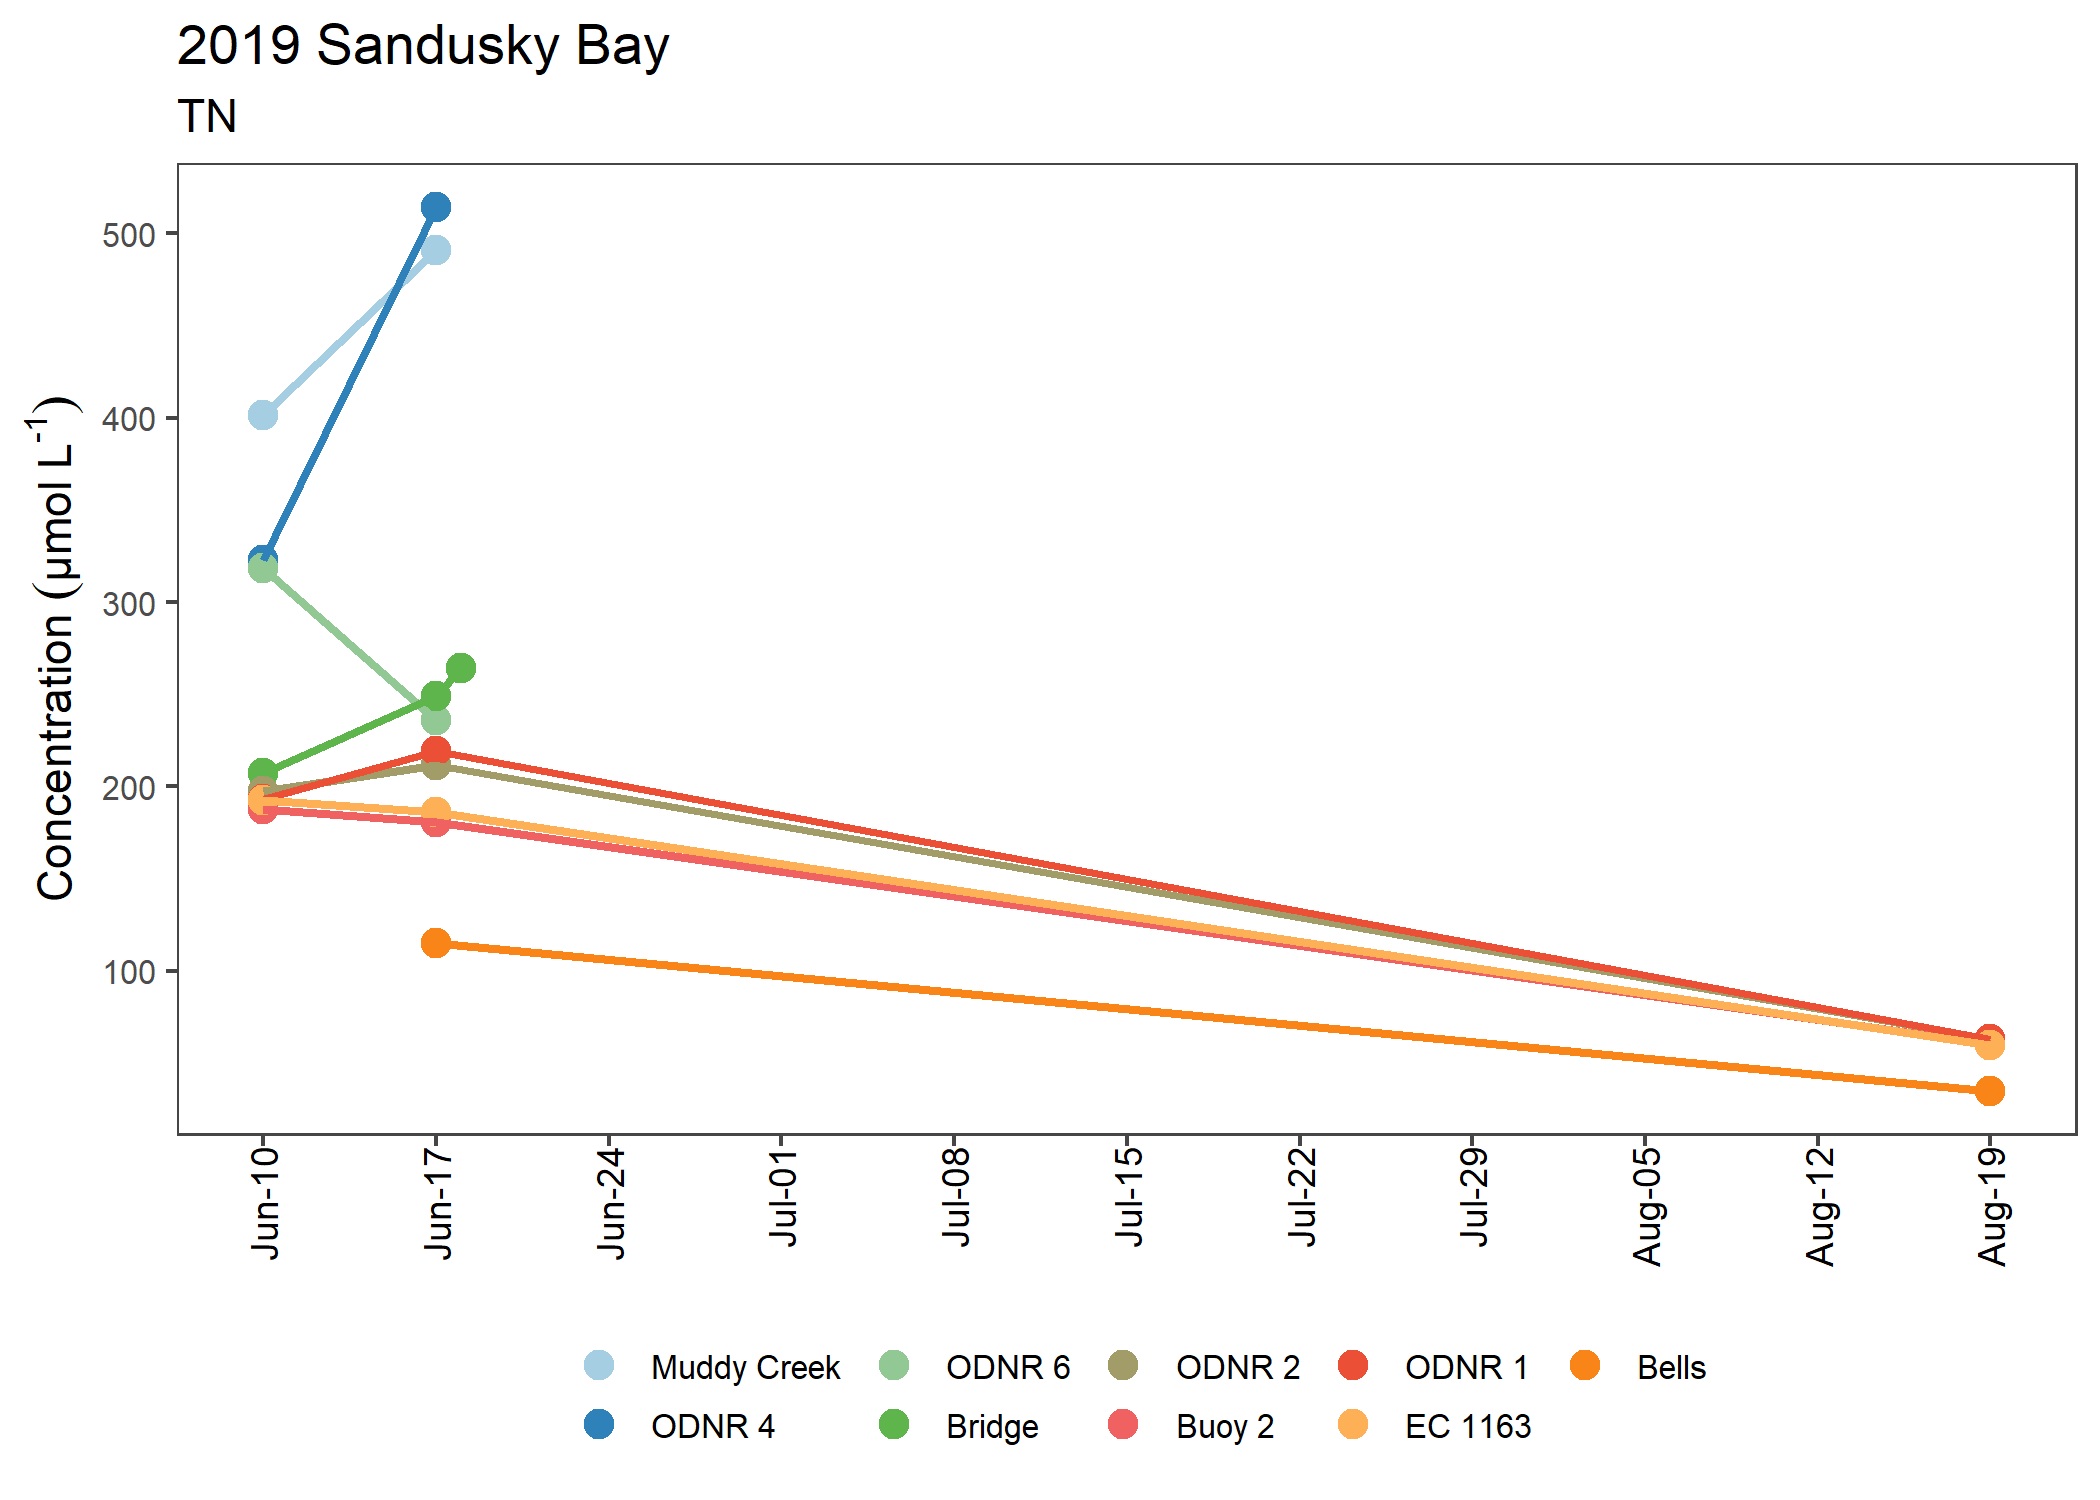 2019 Sandusky Bay
TN
Concentration (µmol L⁻¹)
500
400
300
200
100
Jun-10
Jun-17
Jun-24
Jul-01
Jul-08
Jul-15
Jul-22
Jul-29
Aug-05
Aug-12
Aug-19
Muddy Creek
ODNR 6
ODNR 2
ODNR 1
Bells
ODNR 4
Bridge
Buoy 2
EC 1163